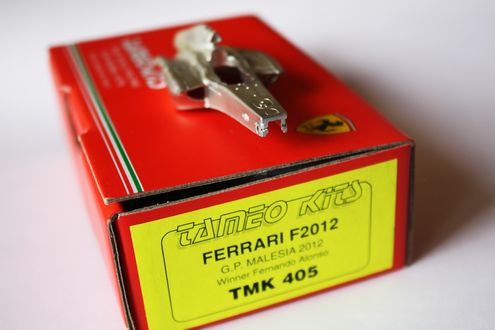 TAMEO KITS
FERRARI F2012
G.P. MALESIA 2012
Winner Fernando Alonso
TMK 405